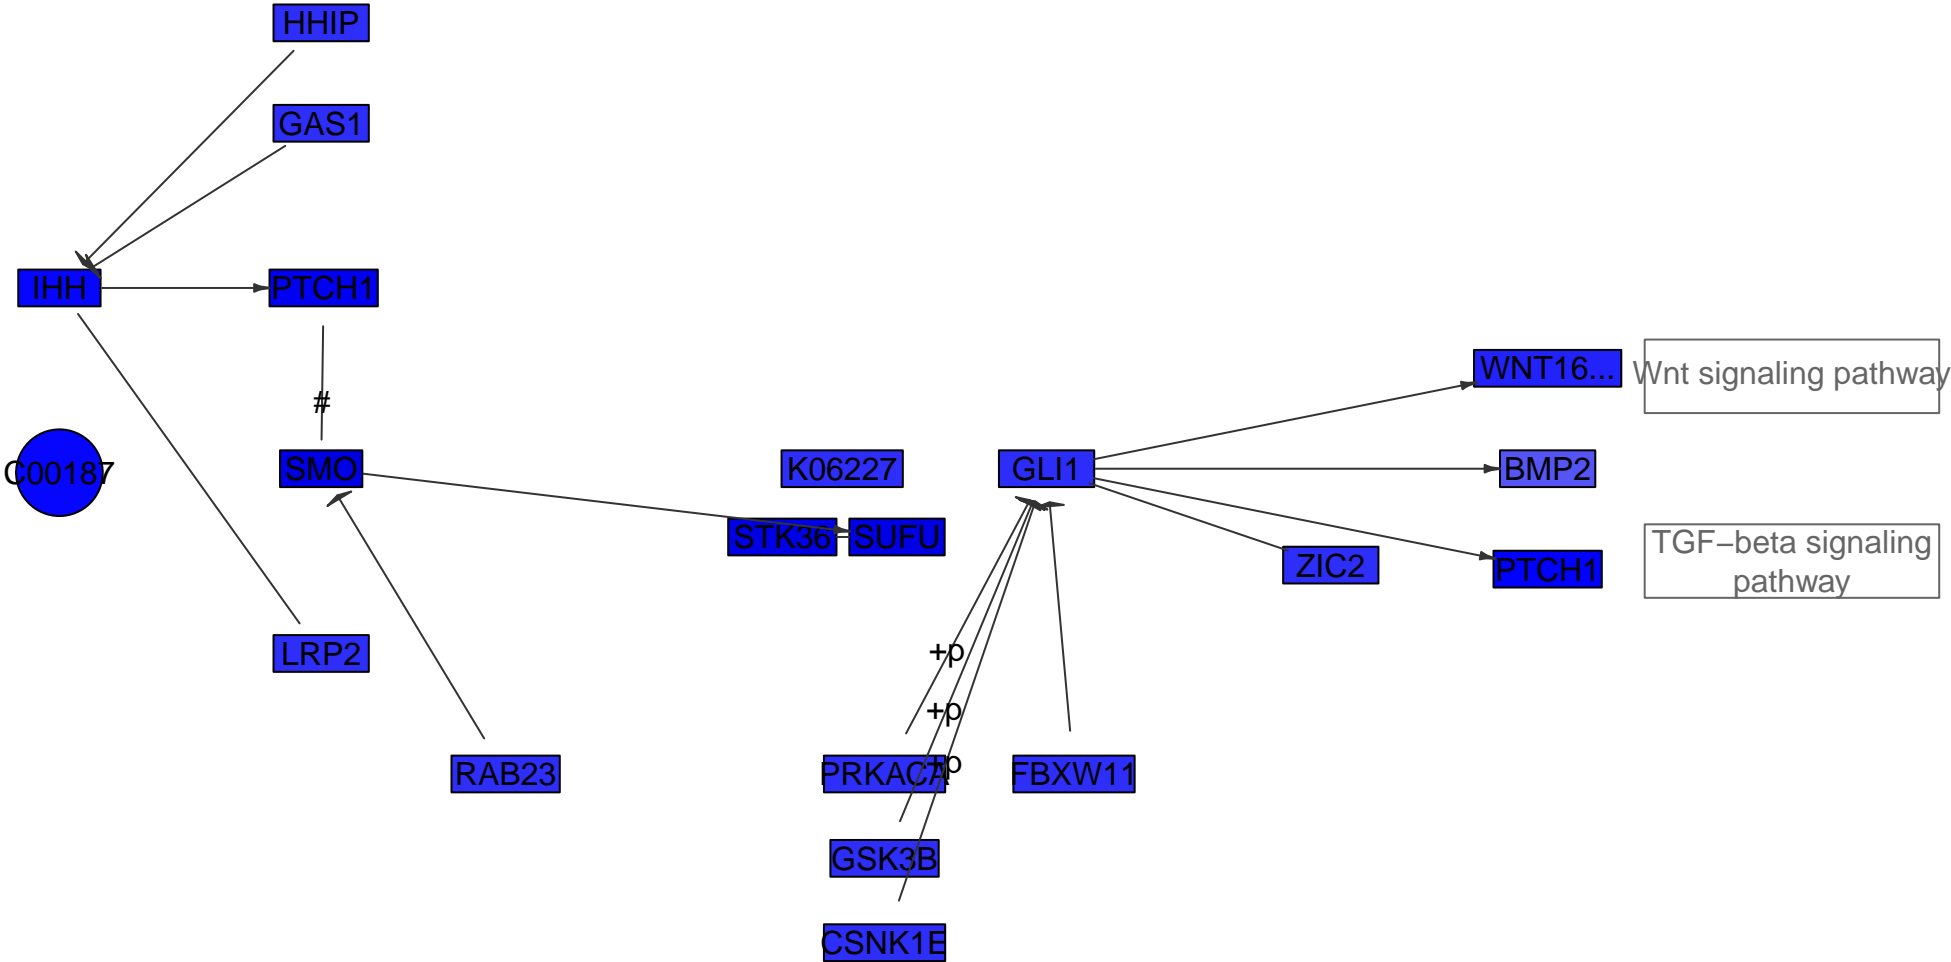 HHIP
GAS1
IHH
PTCH1
WNT16...
Wnt signaling pathway
#
C00187
SMO
K06227
GLI1
BMP2
STK36
SUFU
ZIC2
PTCH1
TGF−beta signaling
pathway
LRP2
+p
+p
+p
RAB23
PRKACA
FBXW11
GSK3B
CSNK1E